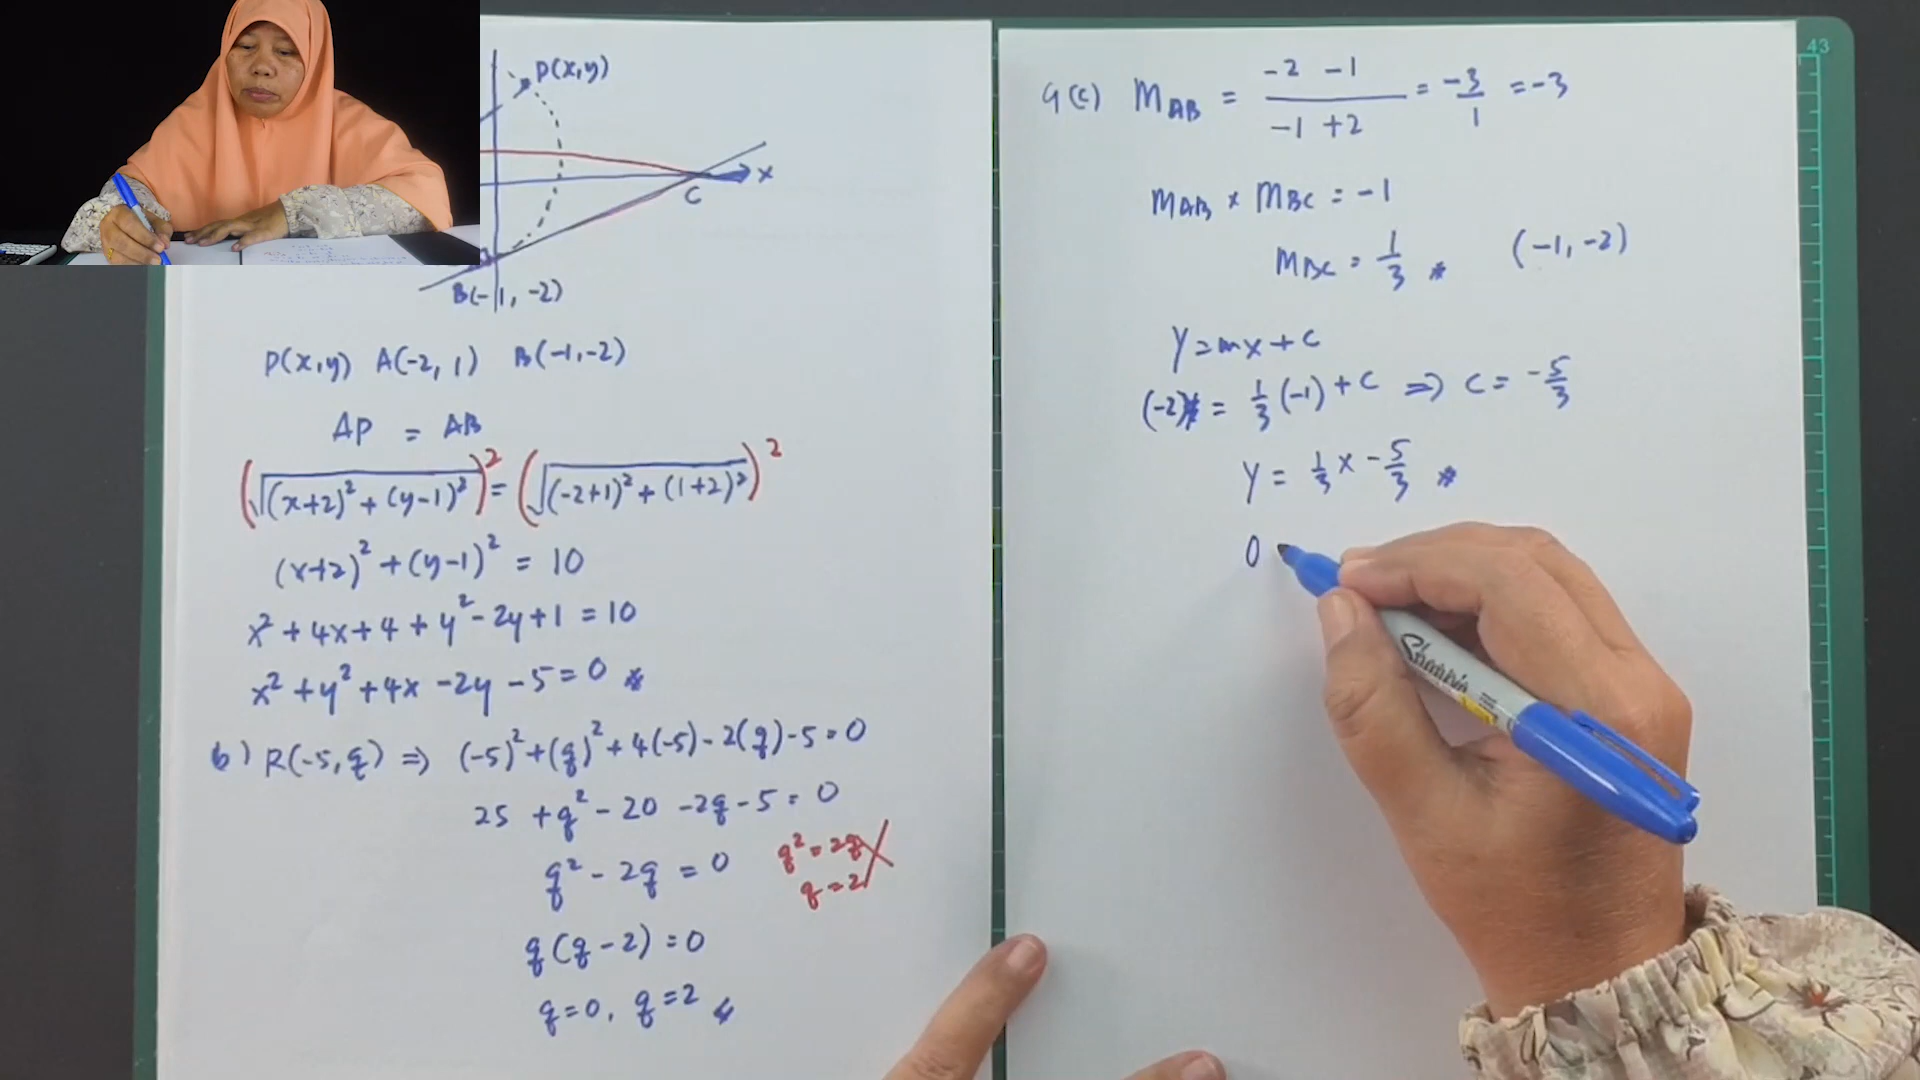 P(x,y)
x
C
B(-1, -2)
P(x,y) A(-2, 1) B(-1,-2)
AP = AB
(√((x+2)² + (y-1)²))² = (√((-2+1)² + (1+2)²))²
(x+2)² + (y-1)² = 10
x² + 4x + 4 + y² - 2y + 1 = 10
x² + y² + 4x - 2y - 5 = 0 *
b) R(-5, q) ⇒ (-5)² + (q)² + 4(-5) - 2(q) - 5 = 0
25 + q² - 20 - 2q - 5 = 0
q² - 2q = 0
q² = 2q
q = 2
q(q - 2) = 0
q = 0, q = 2
9(c) M_AB = (-2 -1)/(-1 +2) = -3/1 = -3
M_AB × M_BC = -1
M_BC = 1/3 * (-1, -2)
Y = mx + c
(-2) = 1/3 (-1) + c ⇒ c = -5/3
Y = 1/3 x - 5/3 *
0
Sharpie
43